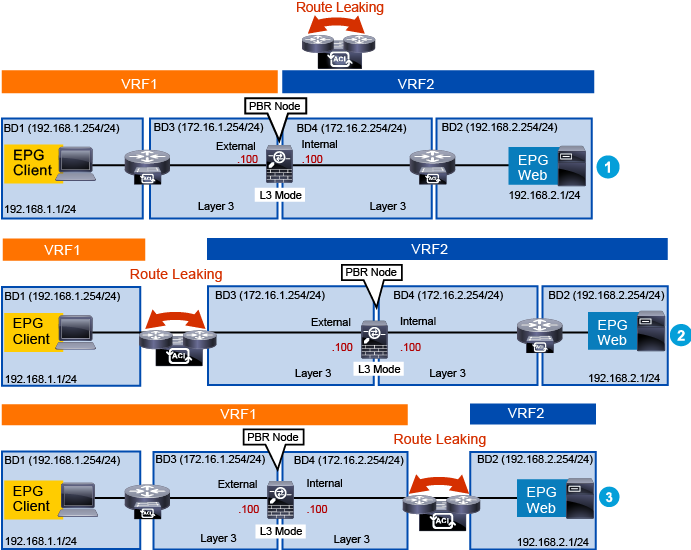 Route Leaking
ACI
VRF1
VRF2
PBR Node
BD1 (192.168.1.254/24)
BD3 (172.16.1.254/24)
BD4 (172.16.2.254/24)
BD2 (192.168.2.254/24)
External
Internal
EPG
Client
.100
.100
EPG
Web
1
ACI
ACI
L3 Mode
192.168.1.1/24
Layer 3
Layer 3
192.168.2.1/24
VRF1
VRF2
Route Leaking
PBR Node
BD1 (192.168.1.254/24)
BD3 (172.16.1.254/24)
BD4 (172.16.2.254/24)
BD2 (192.168.2.254/24)
EPG
Client
External
Internal
EPG
Web
2
.100
.100
ACI
ACI
L3 Mode
192.168.1.1/24
Layer 3
Layer 3
192.168.2.1/24
VRF1
VRF2
PBR Node
Route Leaking
BD1 (192.168.1.254/24)
BD3 (172.16.1.254/24)
BD4 (172.16.2.254/24)
BD2 (192.168.2.254/24)
External
Internal
EPG
Client
EPG
Web
3
.100
.100
ACI
ACI
L3 Mode
192.168.1.1/24
Layer 3
Layer 3
192.168.2.1/24